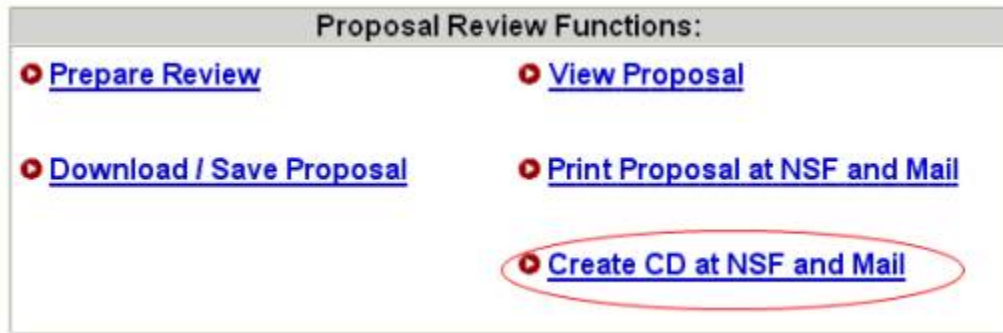 Proposal Review Functions:
Prepare Review
View Proposal
Download / Save Proposal
Print Proposal at NSF and Mail
Create CD at NSF and Mail